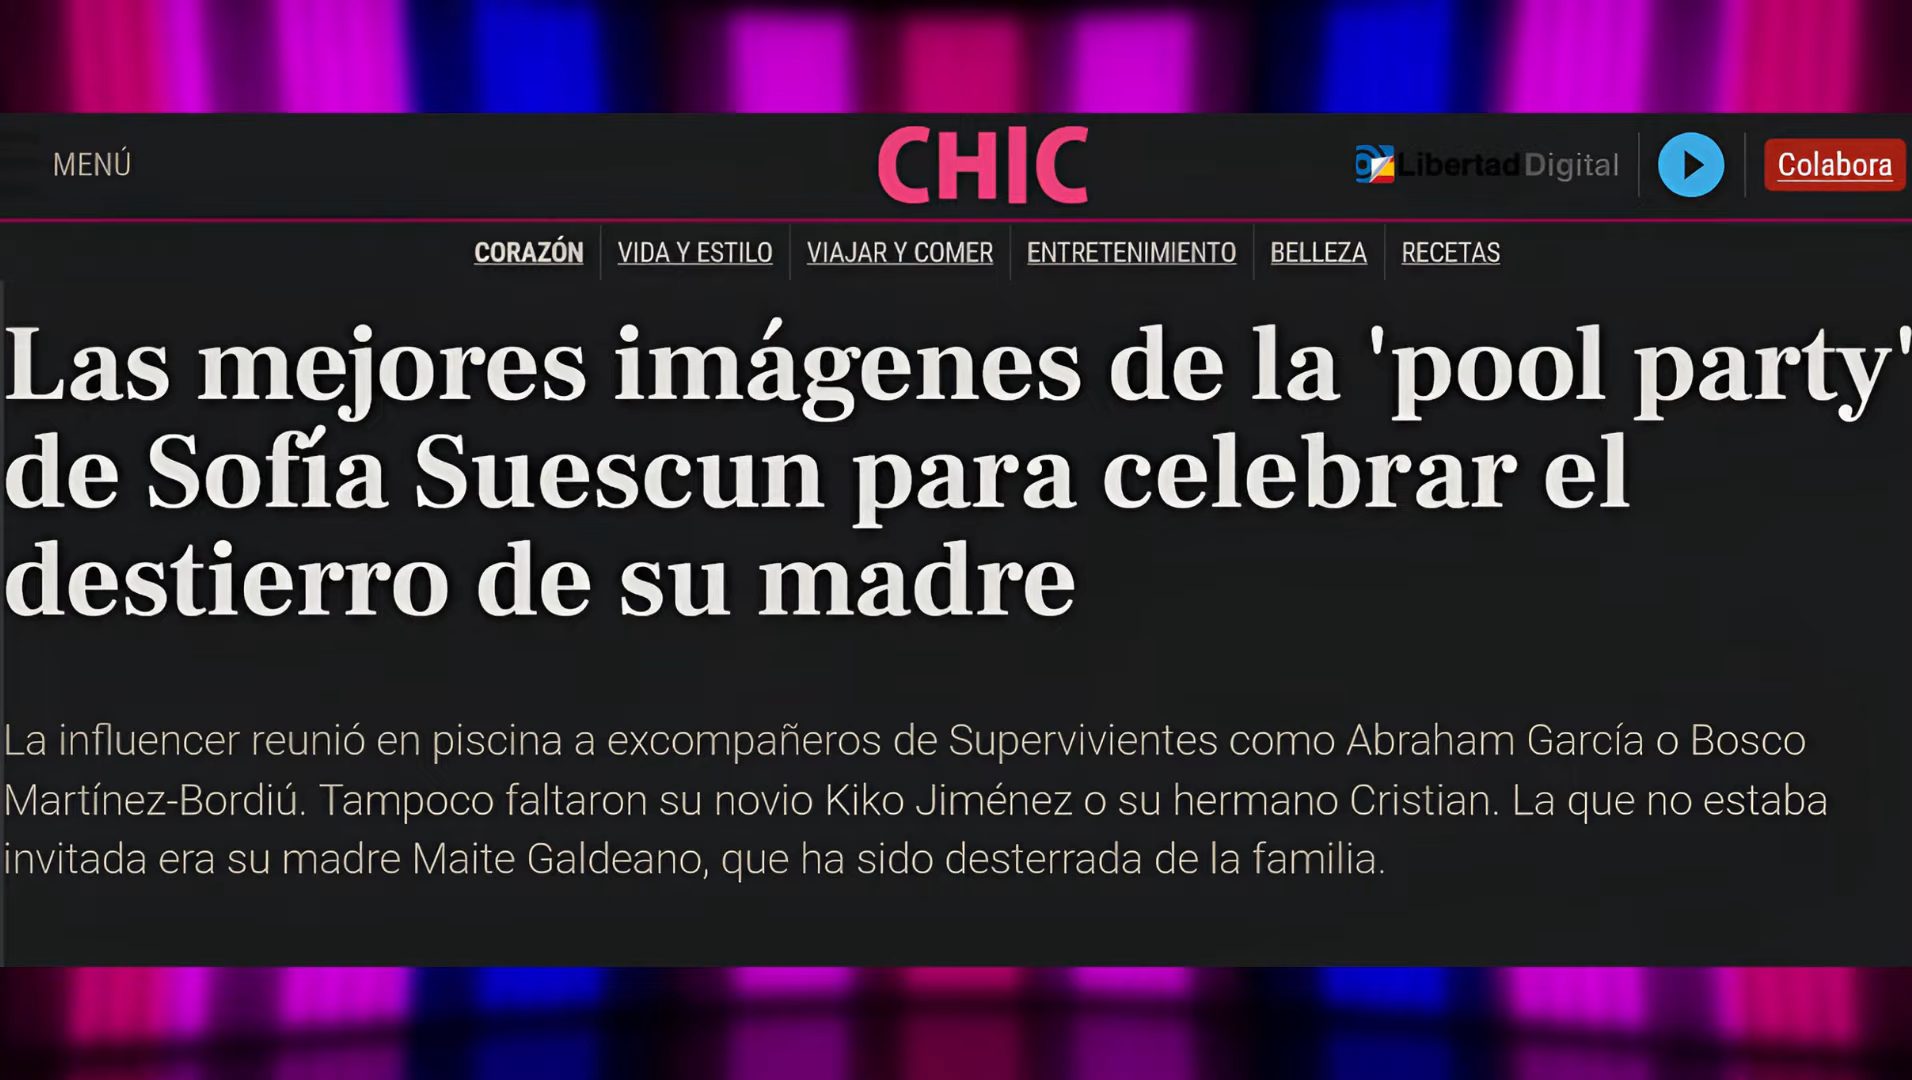 MENÚ
CHIC
Libertad Digital
Colabora
CORAZÓN
VIDA Y ESTILO
VIAJAR Y COMER
ENTRETENIMIENTO
BELLEZA
RECETAS
Las mejores imágenes de la 'pool party'
de Sofía Suescun para celebrar el
destierro de su madre
La influencer reunió en piscina a excompañeros de Supervivientes como Abraham García o Bosco
Martínez-Bordiú. Tampoco faltaron su novio Kiko Jiménez o su hermano Cristian. La que no estaba
invitada era su madre Maite Galdeano, que ha sido desterrada de la familia.